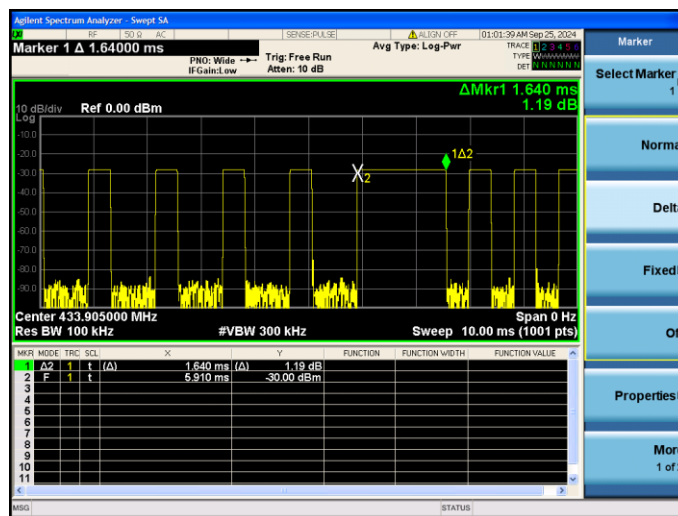 Agilent Spectrum Analyzer - Swept SA
RF 50 Ω AC SENSE:PULSE ALIGN OFF 01:01:39 AM Sep 25, 2024
Marker 1 Δ 1.64000 ms
PNO: Wide
IFGain:Low
Trig: Free Run
Atten: 10 dB
Avg Type: Log-Pwr
TRACE 1 2 3 4 5 6
TYPE W
DET N N N N N N
ΔMkr1 1.640 ms
1.19 dB
10 dB/div Ref 0.00 dBm
Log
-10.0
-20.0
-30.0
-40.0
-50.0
-60.0
-70.0
-80.0
-90.0
1Δ2
X2
Center 433.905000 MHz Span 0 Hz
Res BW 100 kHz #VBW 300 kHz Sweep 10.00 ms (1001 pts)
MKR MODE TRC SCL X Y FUNCTION FUNCTION WIDTH FUNCTION VALUE
1 Δ2 1 t (Δ) 1.640 ms (Δ) 1.19 dB
2 F 1 t 5.910 ms -30.00 dBm
3
4
5
6
7
8
9
10
11
MSG STATUS
Marker
Select Marker
1
Norma
Delt
Fixed
Of
Properties
Mor
1 of